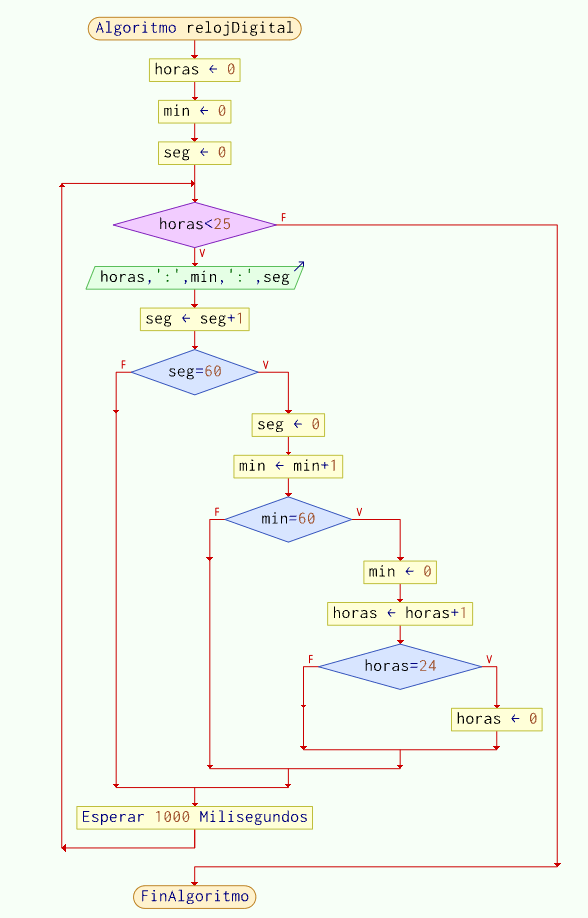 Algoritmo relojDigital
horas ← 0
min ← 0
seg ← 0
horas<25
F
V
horas,':',min,':',seg
seg ← seg+1
F
seg=60
V
seg ← 0
min ← min+1
F
min=60
V
min ← 0
horas ← horas+1
F
horas=24
V
horas ← 0
Esperar 1000 Milisegundos
FinAlgoritmo